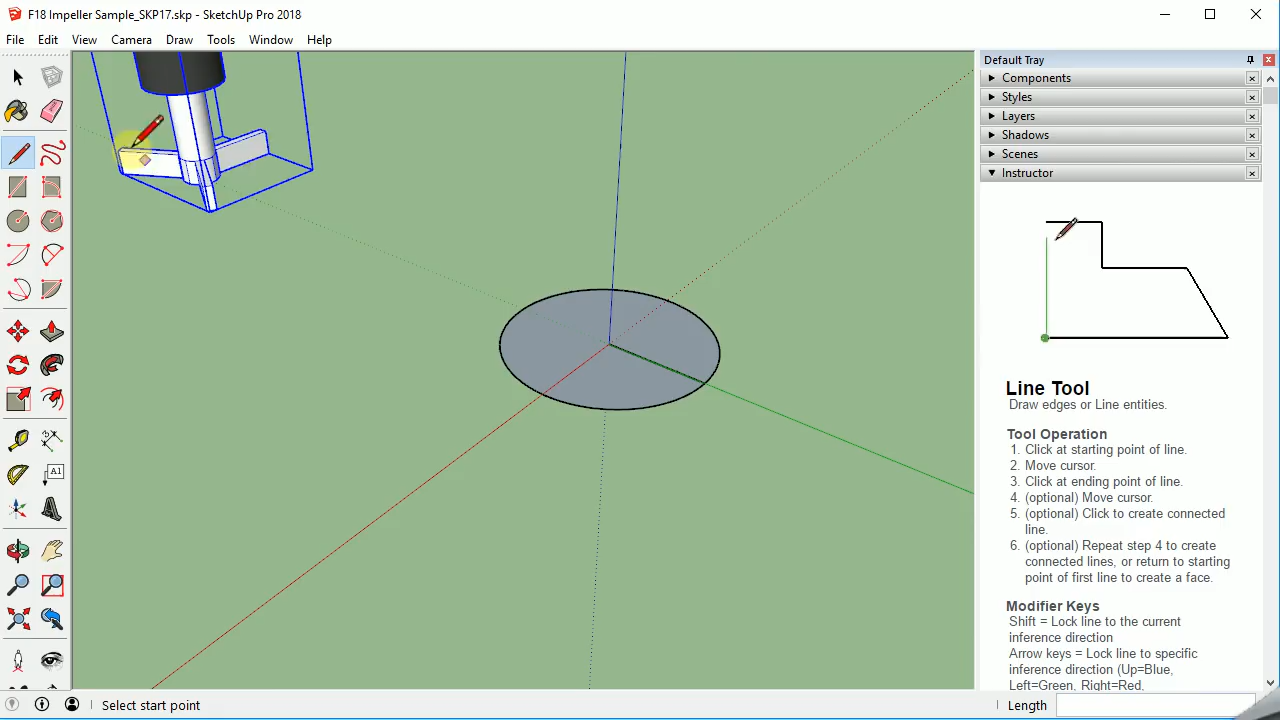 F18 Impeller Sample_SKP17.skp - SketchUp Pro 2018
File Edit View Camera Draw Tools Window Help
Default Tray
Components
Styles
Layers
Shadows
Scenes
Instructor
Line Tool
Draw edges or Line entities.
Tool Operation
1. Click at starting point of line.
2. Move cursor.
3. Click at ending point of line.
4. (optional) Move cursor.
5. (optional) Click to create connected
line.
6. (optional) Repeat step 4 to create
connected lines, or return to starting
point of first line to create a face.
Modifier Keys
Shift = Lock line to the current
inference direction
Arrow keys = Lock line to specific
inference direction (Up=Blue,
Left=Green, Right=Red,
A1
Select start point
Length